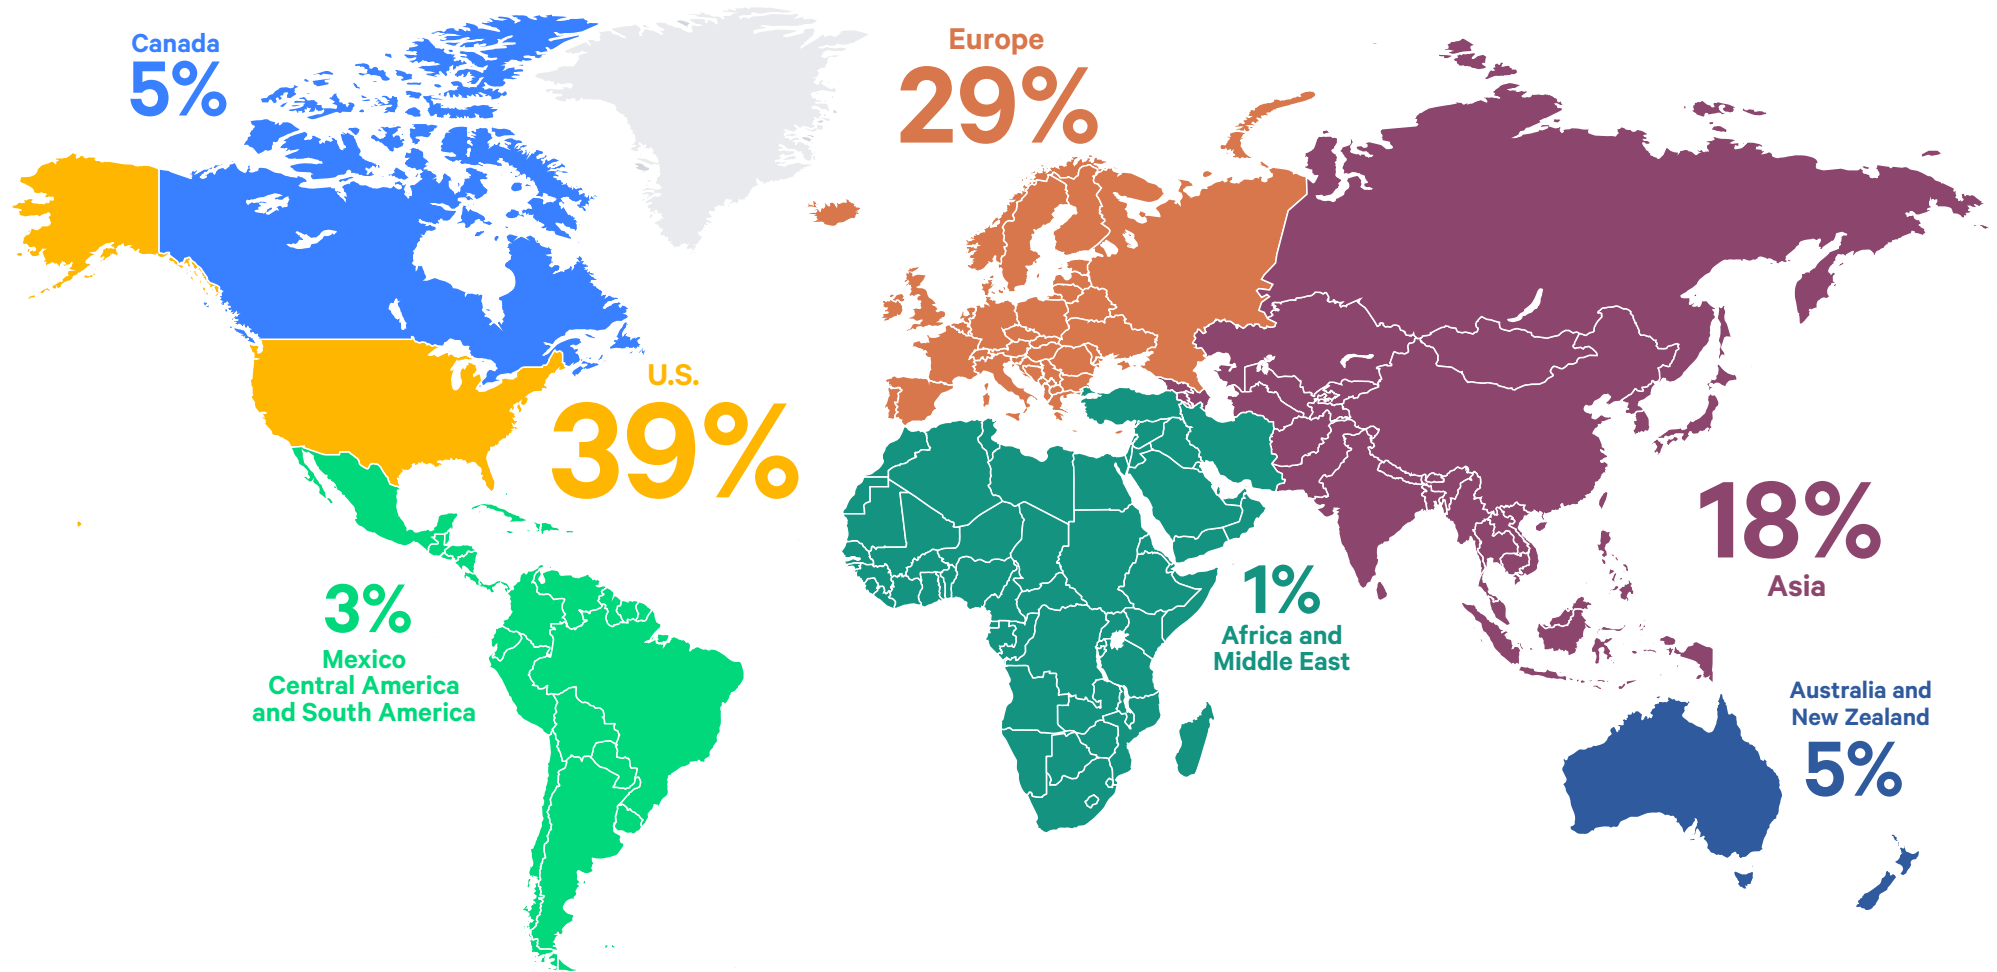 Canada
5%
Europe
29%
U.S.
39%
18%
Asia
1%
Africa and
Middle East
3%
Mexico
Central America
and South America
Australia and
New Zealand
5%